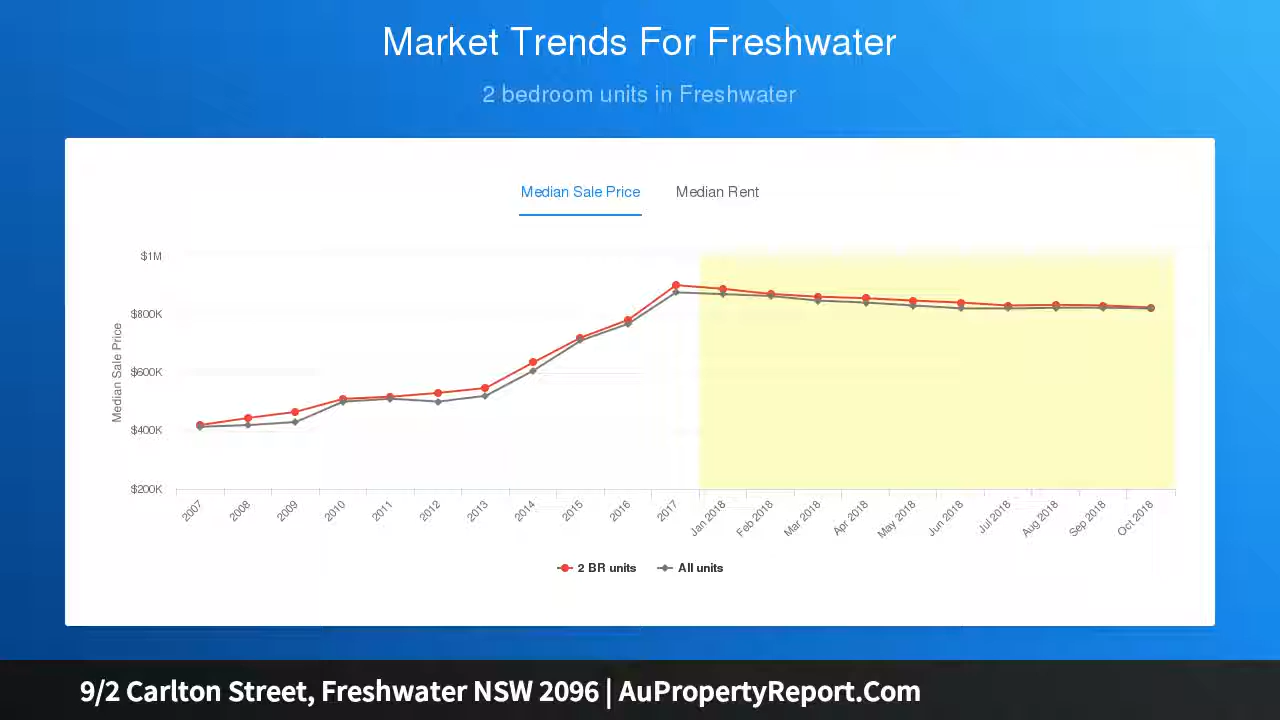 Market Trends For Freshwater
2 bedroom units in Freshwater
Median Sale Price
Median Rent
$1M
$800K
$600K
$400K
$200K
Median Sale Price
2007
2008
2009
2010
2011
2012
2013
2014
2015
2016
2017
Jan 2018
Feb 2018
Mar 2018
Apr 2018
May 2018
Jun 2018
Jul 2018
Aug 2018
Sep 2018
Oct 2018
2 BR units
All units
9/2 Carlton Street, Freshwater NSW 2096 | AuPropertyReport.Com